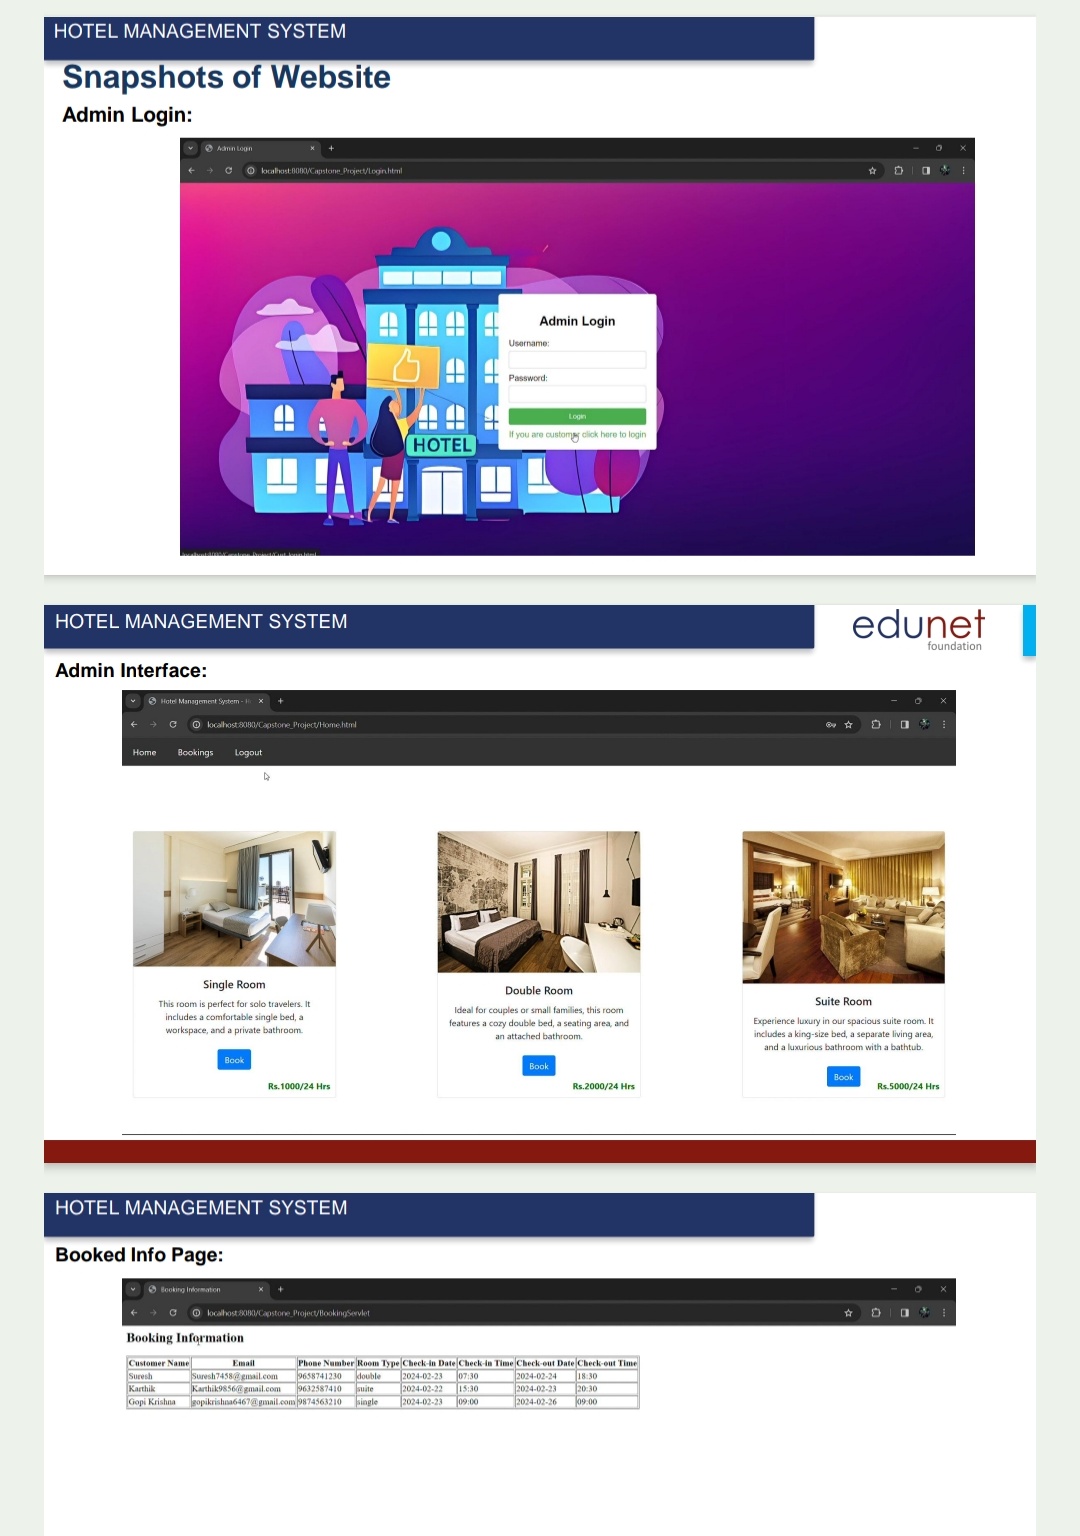 HOTEL MANAGEMENT SYSTEM
Snapshots of Website
Admin Login:
Admin Login
localhost:8080/Capstone_Project/Login.html
Admin Login
Username:
Password:
Login
If you are customer click here to login
HOTEL
localhost:8080/Capstone_Project/Cust_login.html
HOTEL MANAGEMENT SYSTEM
edunet
foundation
Admin Interface:
Hotel Management System - H
localhost:8080/Capstone_Project/Home.html
Home Bookings Logout
Single Room
This room is perfect for solo travelers. It
includes a comfortable single bed, a
workspace, and a private bathroom.
Book
Rs.1000/24 Hrs
Double Room
Ideal for couples or small families, this room
features a cozy double bed, a seating area, and
an attached bathroom.
Book
Rs.2000/24 Hrs
Suite Room
Experience luxury in our spacious suite room. It
includes a king-size bed, a separate living area,
and a luxurious bathroom with a bathtub.
Book
Rs.5000/24 Hrs
HOTEL MANAGEMENT SYSTEM
Booked Info Page:
Booking Information
localhost:8080/Capstone_Project/BookingServlet
Booking Information
Customer Name Email Phone Number Room Type Check-in Date Check-in Time Check-out Date Check-out Time
Suresh Suresh7458@gmail.com 9658741230 double 2024-02-23 07:30 2024-02-24 18:30
Karthik Karthik9856@gmail.com 9632587410 suite 2024-02-22 15:30 2024-02-23 20:30
Gopi Krishna gopikrishna6467@gmail.com 9874563210 single 2024-02-23 09:00 2024-02-26 09:00